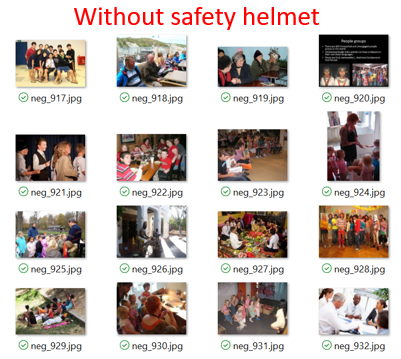 Without safety helmet
neg_917.jpg
neg_918.jpg
neg_919.jpg
neg_920.jpg
People groups
neg_921.jpg
neg_922.jpg
neg_923.jpg
neg_924.jpg
neg_925.jpg
neg_926.jpg
neg_927.jpg
neg_928.jpg
neg_929.jpg
neg_930.jpg
neg_931.jpg
neg_932.jpg